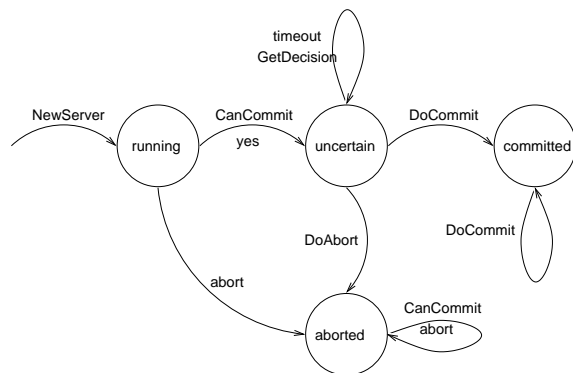 timeout
GetDecision
NewServer
CanCommit
yes
DoCommit
running
uncertain
committed
DoAbort
DoCommit
abort
CanCommit
abort
aborted